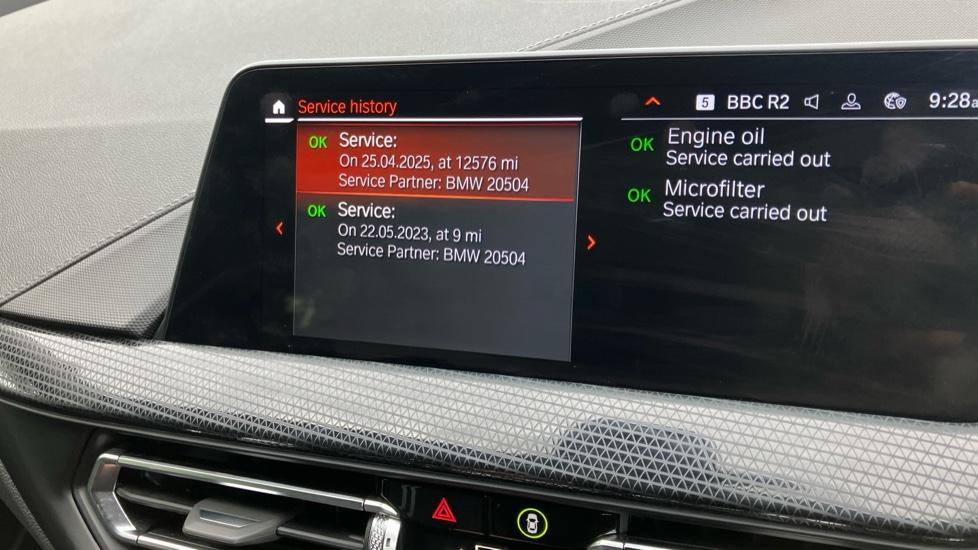 Service history
5 BBC R2 9:28a
OK Service:
On 25.04.2025, at 12576 mi
Service Partner: BMW 20504
OK Service:
On 22.05.2023, at 9 mi
Service Partner: BMW 20504
OK Engine oil
Service carried out
OK Microfilter
Service carried out